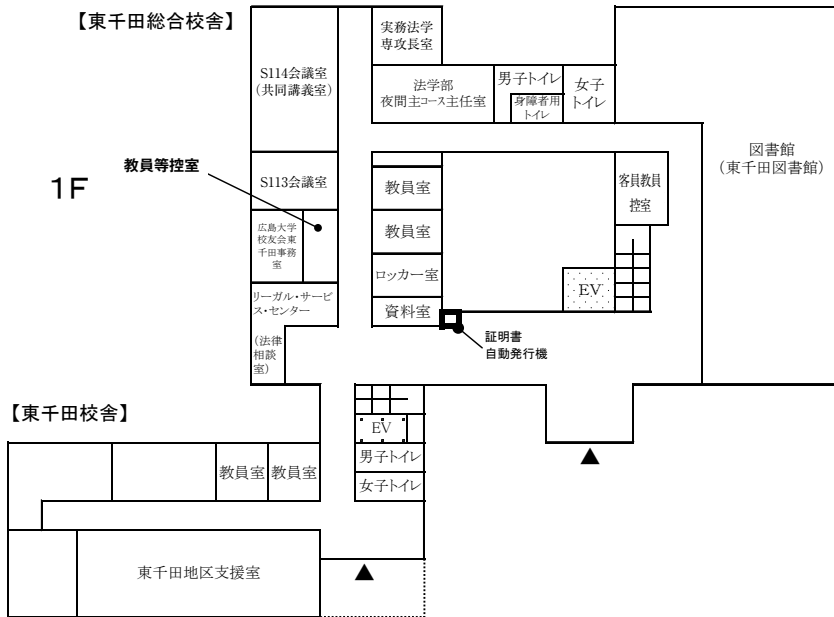 【東千田総合校舎】
実務法学
専攻長室
S114会議室
(共同講義室)
法学部
夜間主コース主任室
男子トイレ
身障者用
トイレ
女子
トイレ
図書館
(東千田図書館)
1F
教員等控室
S113会議室
教員室
客員教員
控室
広島大学
校友会東
千田事務
室
教員室
ロッカー室
EV
リーガル・サービ
ス・センター
資料室
(法律
相談
室)
証明書
自動発行機
【東千田校舎】
EV
男子トイレ
教員室
教員室
女子トイレ
東千田地区支援室